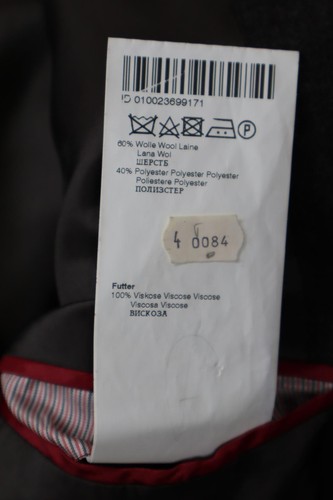 ID 010023699171
P
60% Wolle Wool Laine
Lana Wol
ШЕРСТЬ
40% Polyester Polyester Polyester
Poliestere Polyester
ПОЛИЭСТЕР
4 0084
Futter
100% Viskose Viscose Viscose
Viscosa Viscose
ВИСКОЗА